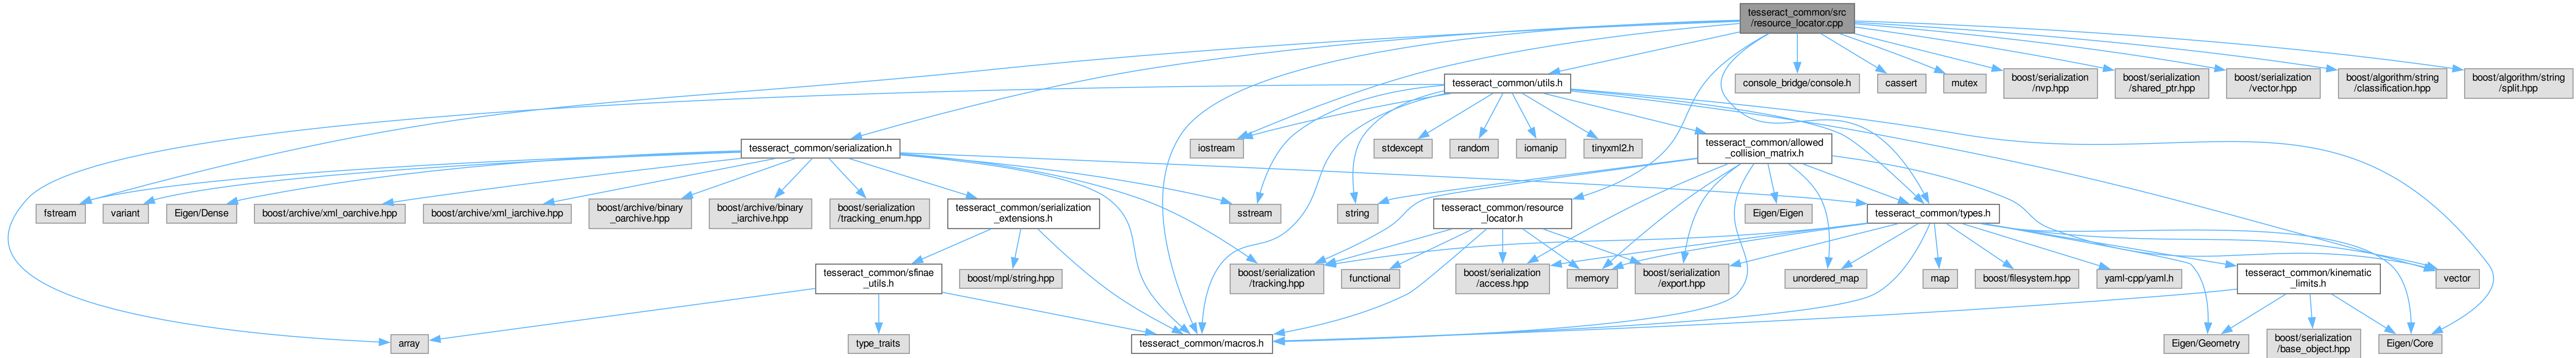 tesseract_common/src
/resource_locator.cpp
tesseract_common/utils.h
console_bridge/console.h
cassert
mutex
boost/serialization
/nvp.hpp
boost/serialization
/shared_ptr.hpp
boost/serialization
/vector.hpp
boost/algorithm/string
/classification.hpp
boost/algorithm/string
/split.hpp
tesseract_common/serialization.h
iostream
stdexcept
random
iomanip
tinyxml2.h
tesseract_common/allowed
_collision_matrix.h
fstream
variant
Eigen/Dense
boost/archive/xml_oarchive.hpp
boost/archive/xml_iarchive.hpp
boost/archive/binary
_oarchive.hpp
boost/archive/binary
_iarchive.hpp
boost/serialization
/tracking_enum.hpp
tesseract_common/serialization
_extensions.h
sstream
string
tesseract_common/resource
_locator.h
Eigen/Eigen
tesseract_common/types.h
tesseract_common/sfinae
_utils.h
boost/mpl/string.hpp
boost/serialization
/tracking.hpp
functional
boost/serialization
/access.hpp
memory
boost/serialization
/export.hpp
unordered_map
map
boost/filesystem.hpp
yaml-cpp/yaml.h
tesseract_common/kinematic
_limits.h
vector
array
type_traits
tesseract_common/macros.h
Eigen/Geometry
boost/serialization
/base_object.hpp
Eigen/Core